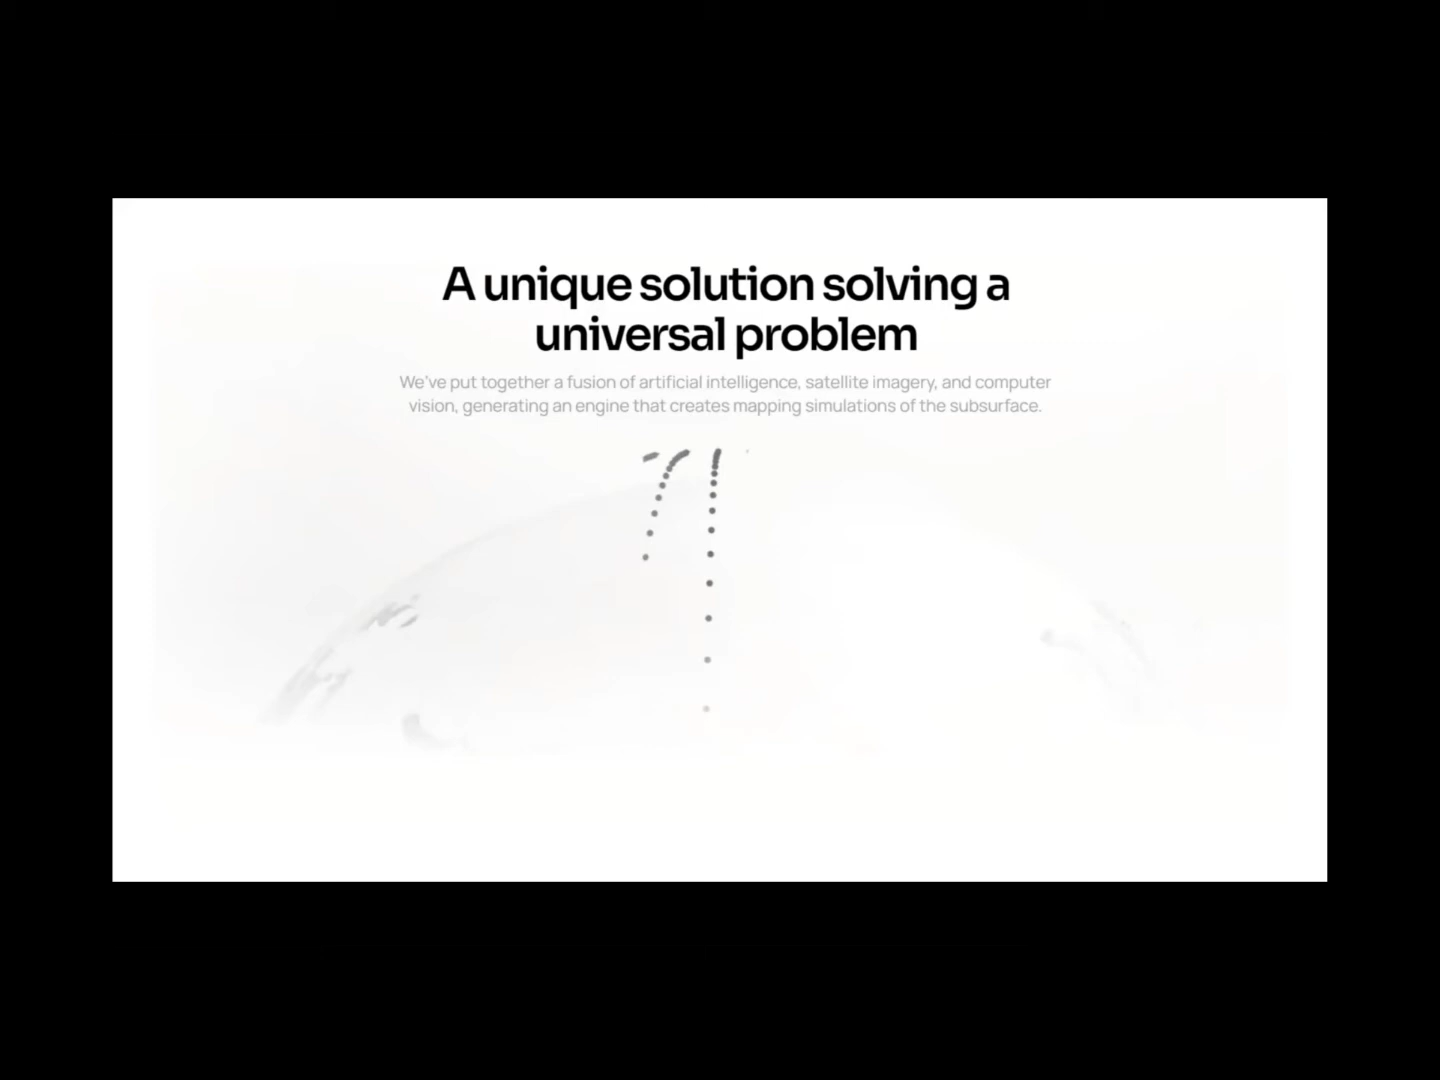 A unique solution solving a
universal problem
We've put together a fusion of artificial intelligence, satellite imagery, and computer
vision, generating an engine that creates mapping simulations of the subsurface.